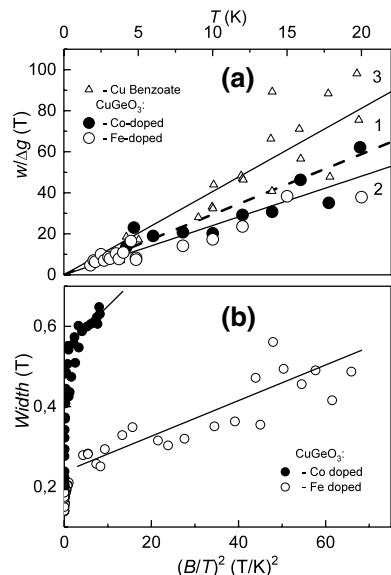 T (K)
0 5 10 15 20
(a)
△ - Cu Benzoate
CuGeO3:
● - Co-doped
○ - Fe-doped
3
1
2
100
80
60
40
20
0
w/Δg (T)
(b)
0,6
0,4
0,2
Width (T)
CuGeO3:
● - Co doped
○ - Fe doped
0 20 40 60 80
(B/T)² (T/K)²